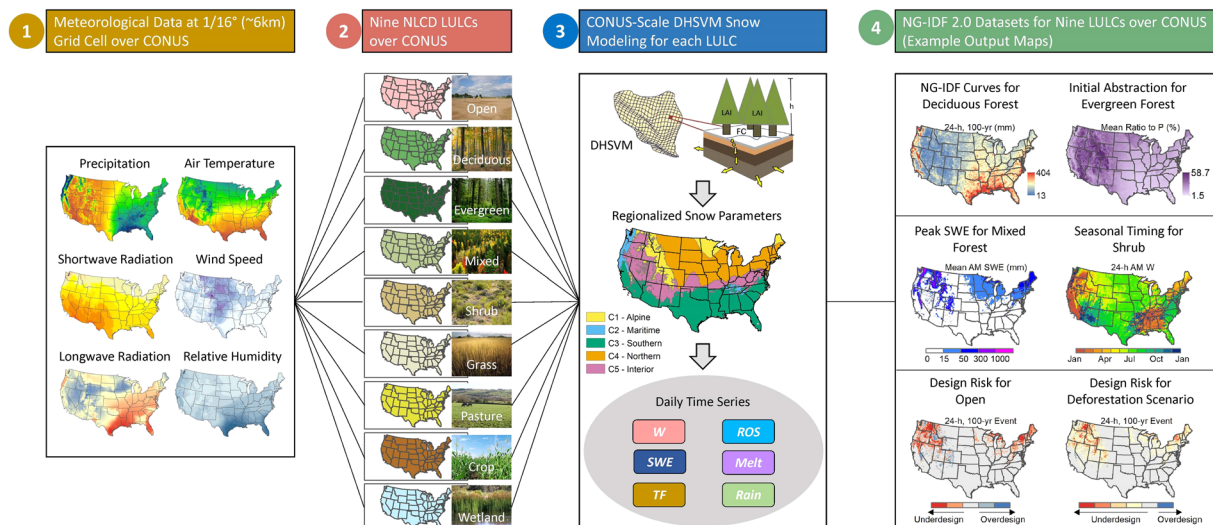 1
Meteorological Data at 1/16° (~6km)
Grid Cell over CONUS
2
Nine NLCD LULCs
over CONUS
3
CONUS-Scale DHSVM Snow
Modeling for each LULC
4
NG-IDF 2.0 Datasets for Nine LULCs over CONUS
(Example Output Maps)
Precipitation
Air Temperature
Shortwave Radiation
Wind Speed
Longwave Radiation
Relative Humidity
Open
Deciduous
Evergreen
Mixed
Shrub
Grass
Pasture
Crop
Wetland
DHSVM
LAI
LAI
h
FC
Regionalized Snow Parameters
C1 - Alpine
C2 - Maritime
C3 - Southern
C4 - Northern
C5 - Interior
Daily Time Series
W
ROS
SWE
Melt
TF
Rain
NG-IDF Curves for
Deciduous Forest
24-h, 100-yr (mm)
404
13
Initial Abstraction for
Evergreen Forest
Mean Ratio to P (%)
58.7
1.5
Peak SWE for Mixed
Forest
Mean AM SWE (mm)
0 15 50 300 1000
Seasonal Timing for
Shrub
24-h AM W
Jan Apr Jul Oct Jan
Design Risk for
Open
24-h, 100-yr Event
Underdesign Overdesign
Design Risk for
Deforestation Scenario
24-h, 100-yr Event
Underdesign Overdesign